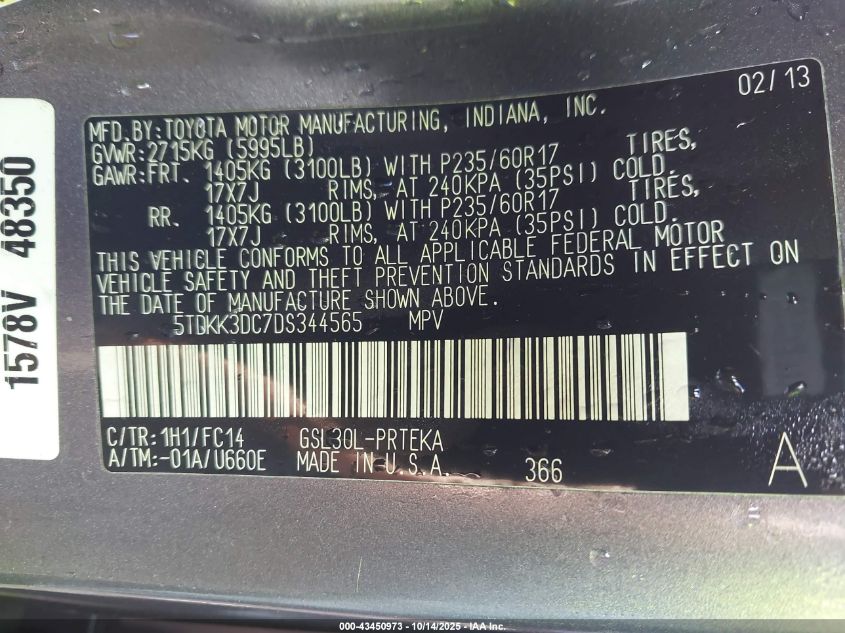 02/13
MFD.BY:TOYOTA MOTOR MANUFACTURING, INDIANA, INC.
GVWR:2715KG (5995LB)
GAWR:FRT. 1405KG (3100LB) WITH P235/60R17 TIRES,
17X7J RIMS, AT 240KPA (35PSI) COLD.
RR. 1405KG (3100LB) WITH P235/60R17 TIRES,
17X7J RIMS, AT 240KPA (35PSI) COLD.
THIS VEHICLE CONFORMS TO ALL APPLICABLE FEDERAL MOTOR
VEHICLE SAFETY AND THEFT PREVENTION STANDARDS IN EFFECT ON
THE DATE OF MANUFACTURE SHOWN ABOVE.
5TDKK3DC7DS344565 MPV
C/TR:1H1/FC14 GSL30L-PRTEKA
A/TM:-01A/U660E MADE IN U.S.A. 366 A
1578V 48350
000-43450973 - 10/14/2025 - IAA Inc.